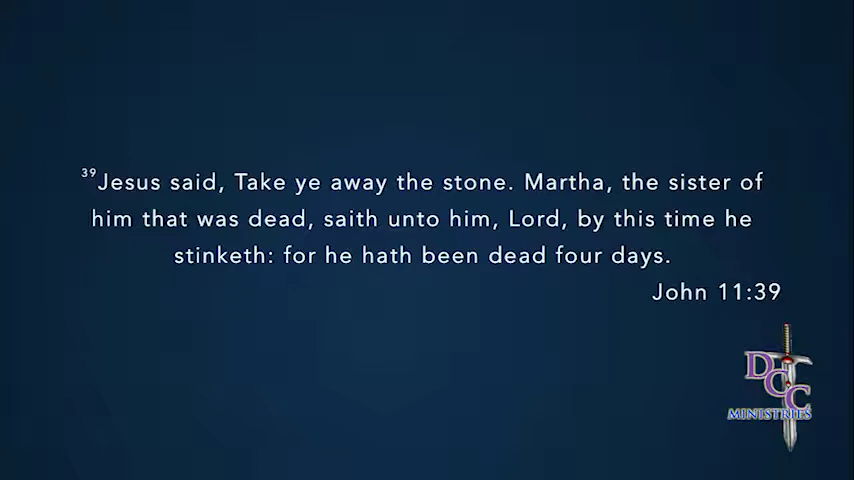 ³⁹Jesus said, Take ye away the stone. Martha, the sister of
him that was dead, saith unto him, Lord, by this time he
stinketh: for he hath been dead four days.
John 11:39
DCC
MINISTRIES